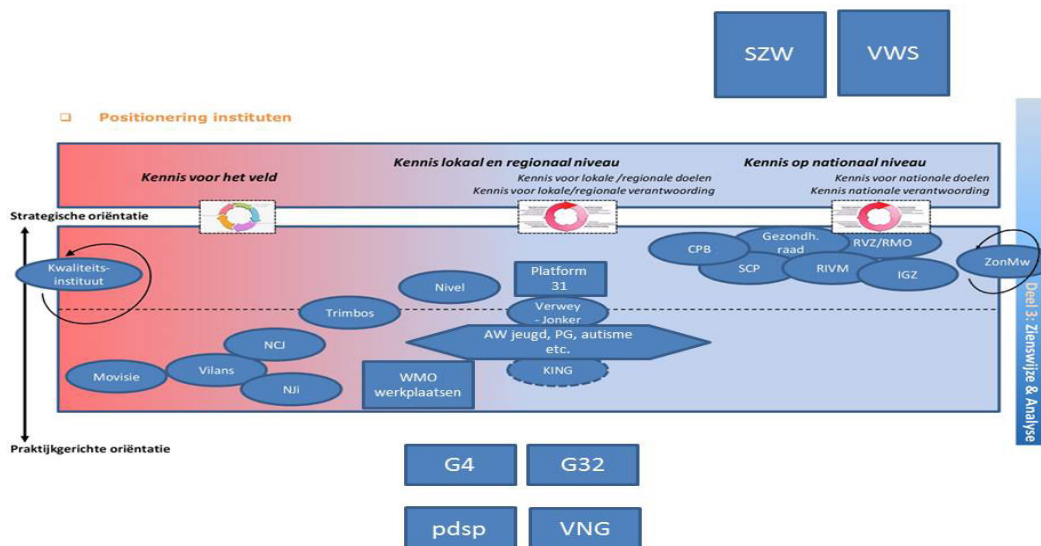 SZW
VWS
Positionering instituten
Kennis voor het veld
Kennis lokaal en regionaal niveau
Kennis voor lokale /regionale doelen
Kennis voor lokale/regionale verantwoording
Kennis op nationaal niveau
Kennis voor nationale doelen
Kennis nationale verantwoording
Strategische oriëntatie
Kwaliteits-
instituut
Nivel
Platform
31
CPB
Gezondh.
raad
RVZ/RMO
SCP
RIVM
IGZ
ZonMw
Trimbos
Verwey
- Jonker
NCJ
AW jeugd, PG, autisme
etc.
Movisie
Vilans
NJi
WMO
werkplaatsen
KING
Praktijkgerichte oriëntatie
G4
G32
pdsp
VNG
Deel 3: Zienswijze & Analyse